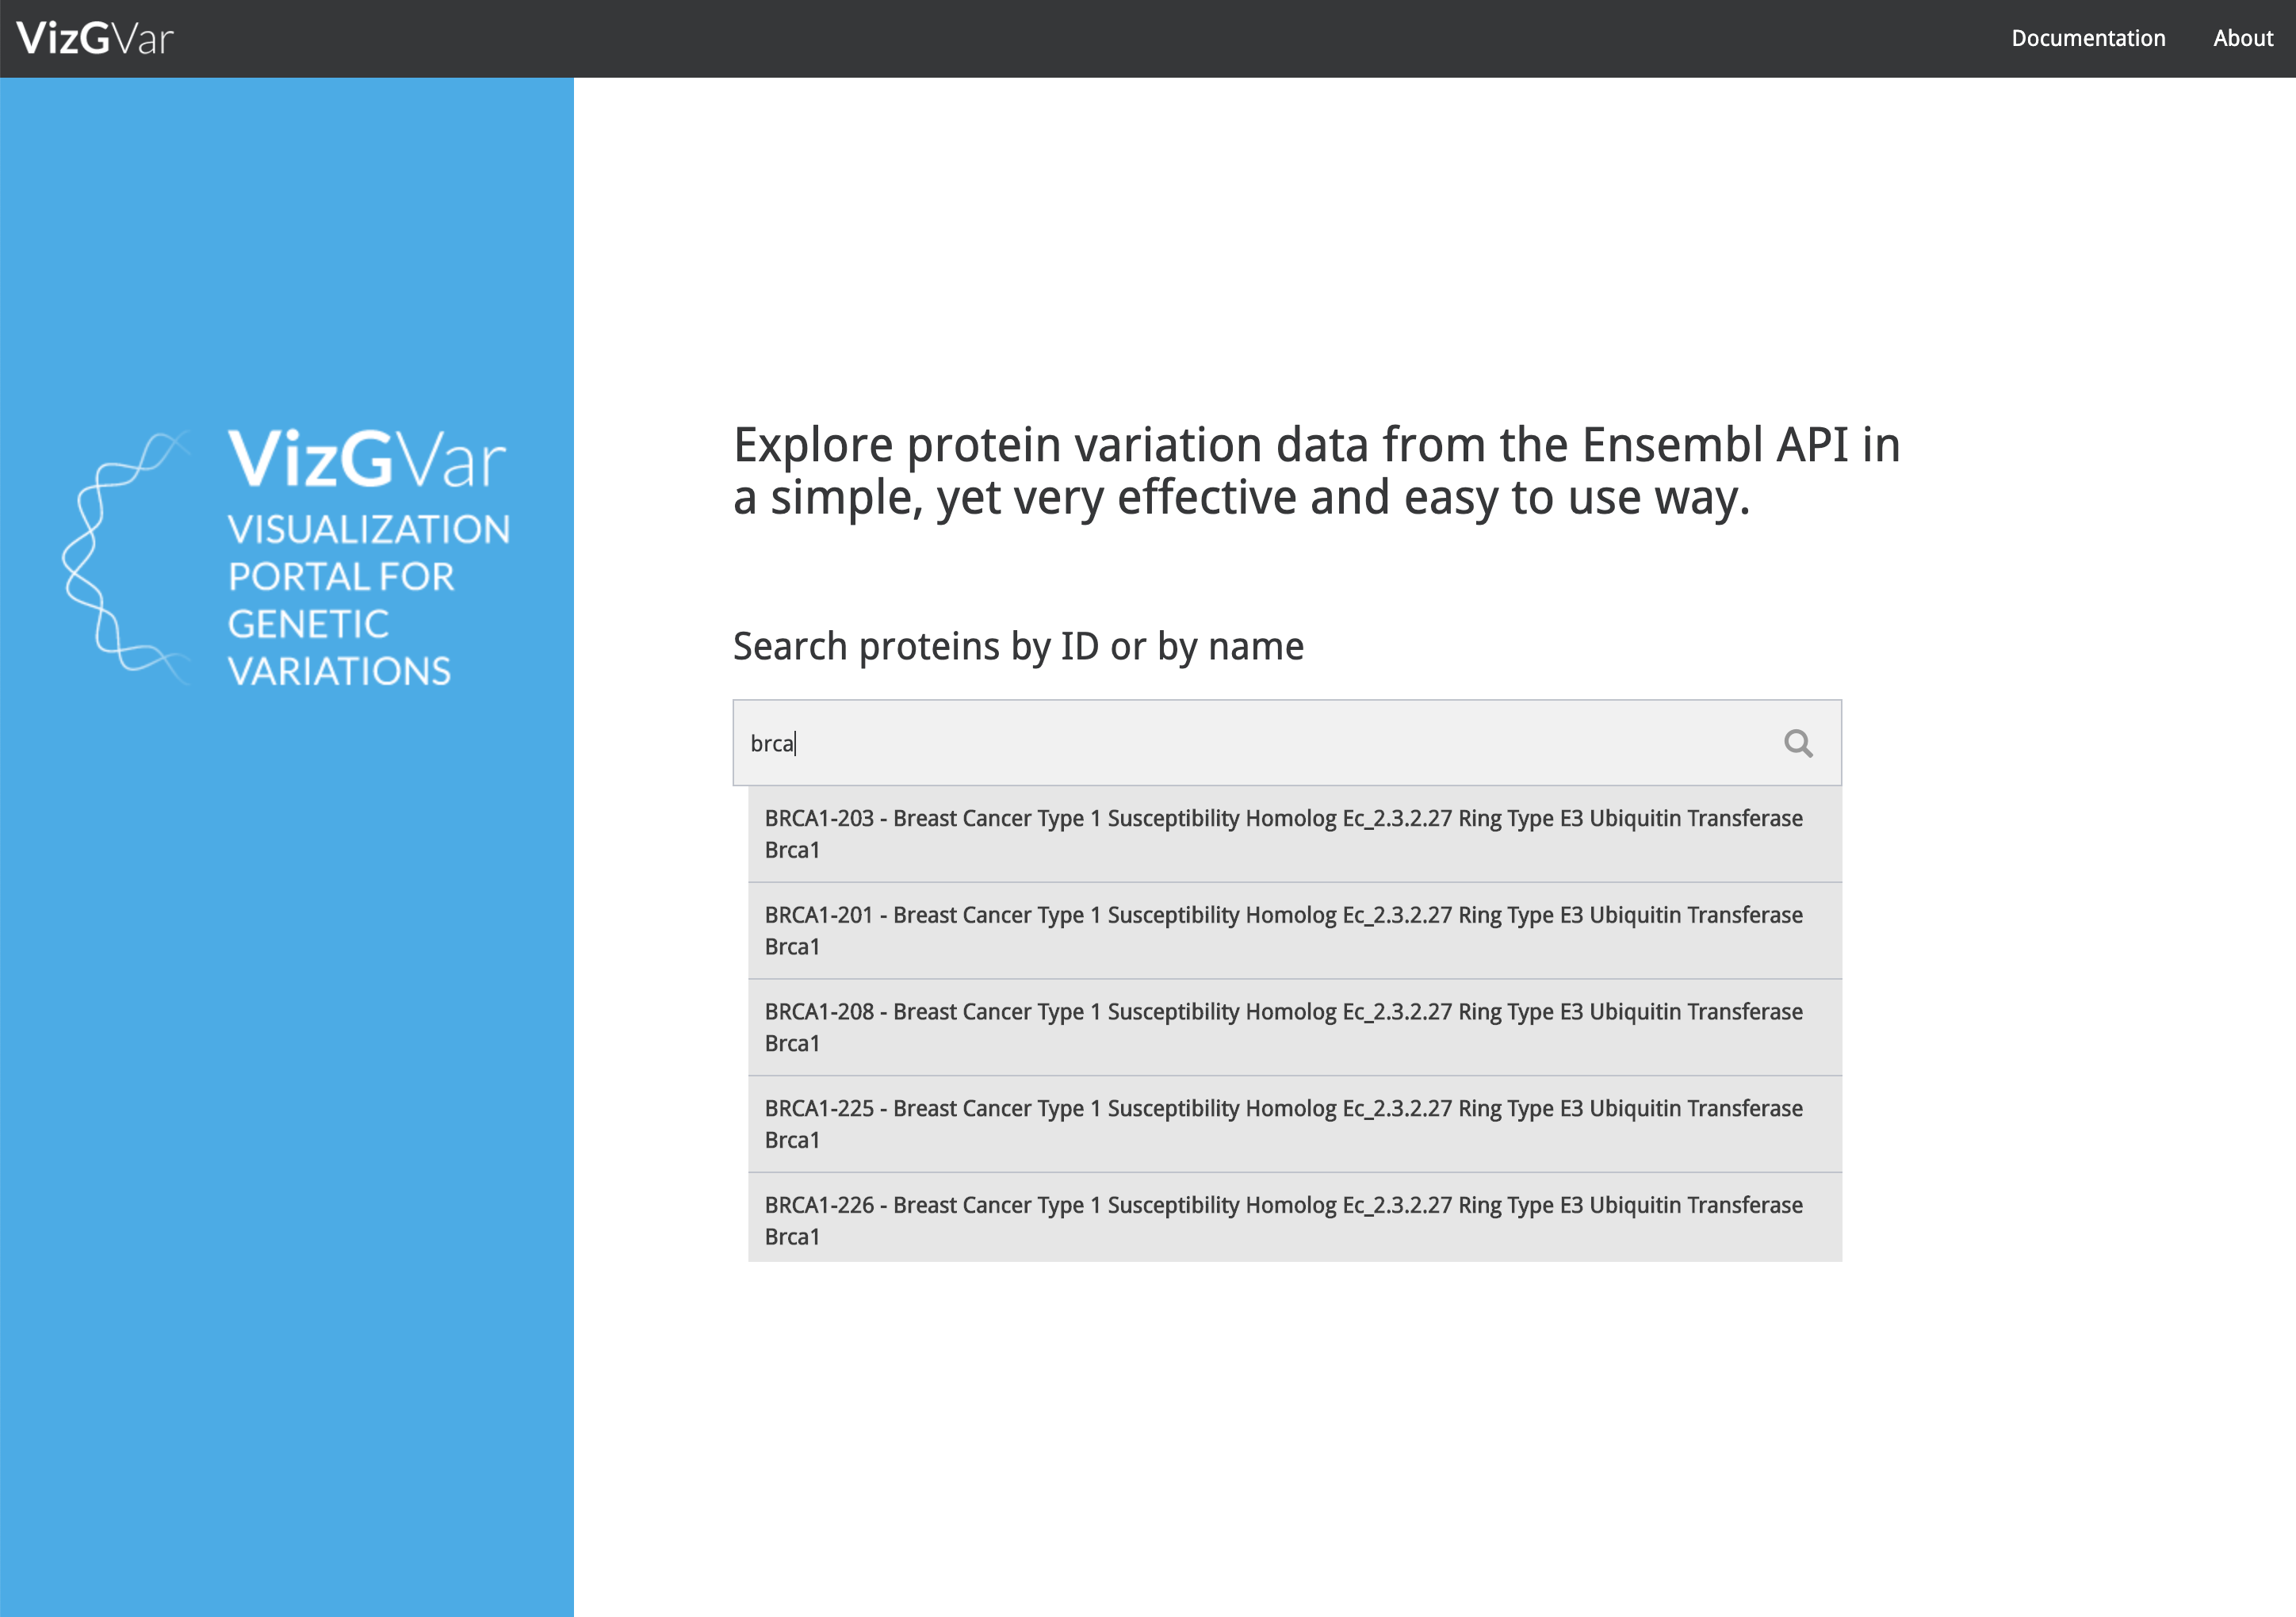 VizGVar
Documentation
About
VizGVar
VISUALIZATION
PORTAL FOR
GENETIC
VARIATIONS
Explore protein variation data from the Ensembl API in
a simple, yet very effective and easy to use way.
Search proteins by ID or by name
brca
BRCA1-203 - Breast Cancer Type 1 Susceptibility Homolog Ec_2.3.2.27 Ring Type E3 Ubiquitin Transferase
Brca1
BRCA1-201 - Breast Cancer Type 1 Susceptibility Homolog Ec_2.3.2.27 Ring Type E3 Ubiquitin Transferase
Brca1
BRCA1-208 - Breast Cancer Type 1 Susceptibility Homolog Ec_2.3.2.27 Ring Type E3 Ubiquitin Transferase
Brca1
BRCA1-225 - Breast Cancer Type 1 Susceptibility Homolog Ec_2.3.2.27 Ring Type E3 Ubiquitin Transferase
Brca1
BRCA1-226 - Breast Cancer Type 1 Susceptibility Homolog Ec_2.3.2.27 Ring Type E3 Ubiquitin Transferase
Brca1